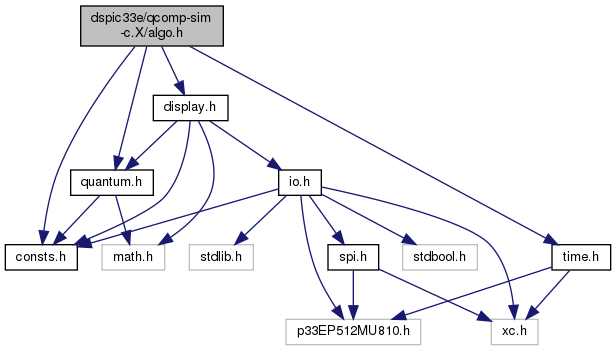 dspic33e/qcomp-sim
-c.X/algo.h
display.h
quantum.h
io.h
consts.h
math.h
stdlib.h
spi.h
stdbool.h
time.h
p33EP512MU810.h
xc.h